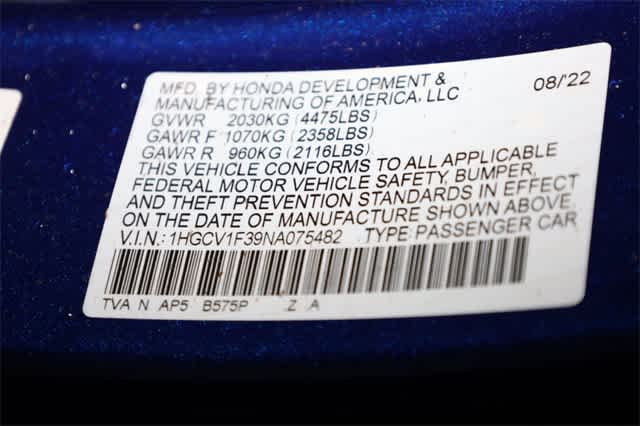 MFD. BY HONDA DEVELOPMENT &
MANUFACTURING OF AMERICA, LLC 08/'22
GVWR 2030KG (4475LBS)
GAWR F 1070KG (2358LBS)
GAWR R 960KG (2116LBS)
THIS VEHICLE CONFORMS TO ALL APPLICABLE
FEDERAL MOTOR VEHICLE SAFETY, BUMPER,
AND THEFT PREVENTION STANDARDS IN EFFECT
ON THE DATE OF MANUFACTURE SHOWN ABOVE.
V.I.N.: 1HGCV1F39NA075482 TYPE: PASSENGER CAR
TVA N AP5 B575P Z A